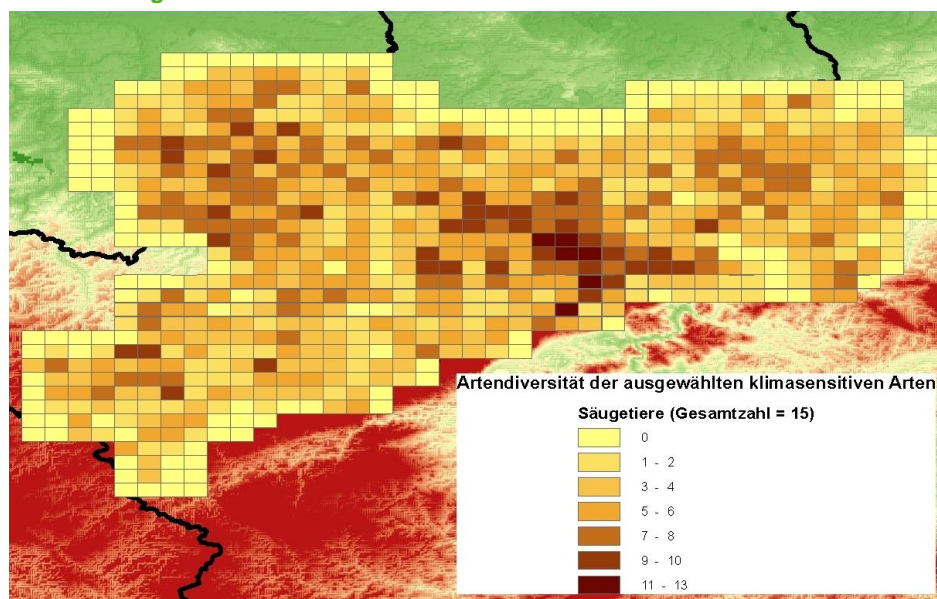 Artendiversität der ausgewählten klimasensitiven Arten
Säugetiere (Gesamtzahl = 15)
0
1 - 2
3 - 4
5 - 6
7 - 8
9 - 10
11 - 13